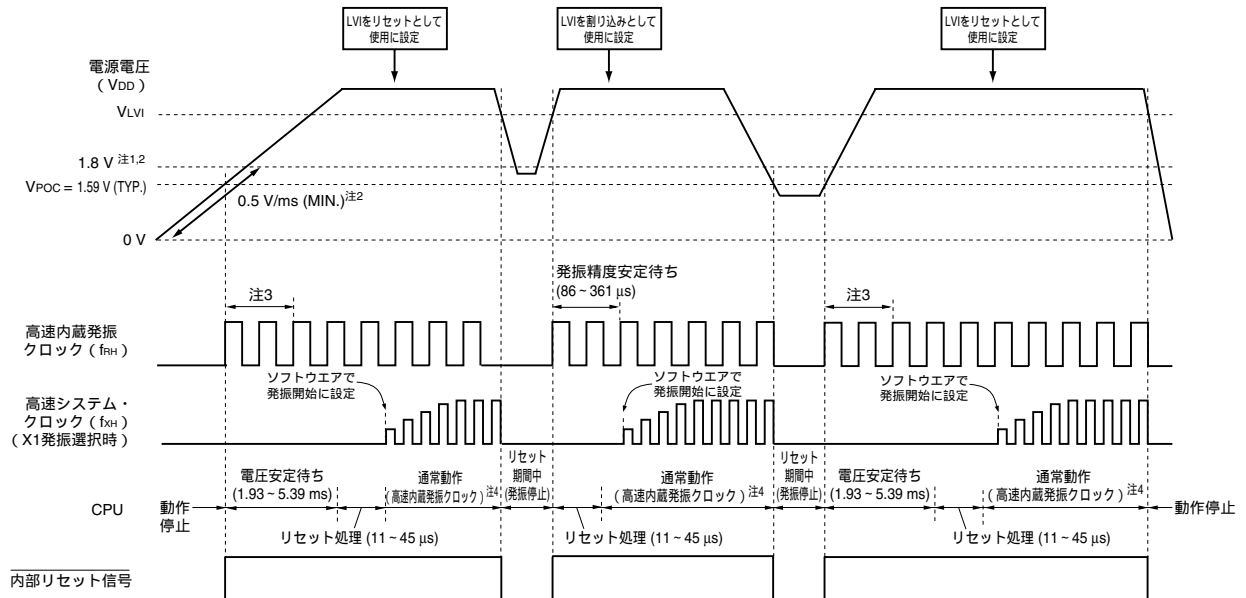 LVIをリセットとして
使用に設定
LVIを割り込みとして
使用に設定
LVIをリセットとして
使用に設定
電源電圧
(VDD)
VLVI
1.8 V 注1,2
VPOC = 1.59 V (TYP.)
0.5 V/ms (MIN.)注2
0 V
注3
発振精度安定待ち
(86 ~ 361 μs)
注3
高速内蔵発振
クロック(fRH)
ソフトウエアで
発振開始に設定
ソフトウエアで
発振開始に設定
ソフトウエアで
発振開始に設定
高速システム・
クロック(fXH)
(X1発振選択時)
電圧安定待ち
(1.93 ~ 5.39 ms)
通常動作
(高速内蔵発振クロック)注4
リセット
期間中
(発振停止)
通常動作
(高速内蔵発振クロック)注4
リセット
期間中
(発振停止)
電圧安定待ち
(1.93 ~ 5.39 ms)
通常動作
(高速内蔵発振クロック)注4
CPU
動作
停止
動作停止
リセット処理 (11 ~ 45 μs)
リセット処理 (11 ~ 45 μs)
リセット処理 (11 ~ 45 μs)
内部リセット信号